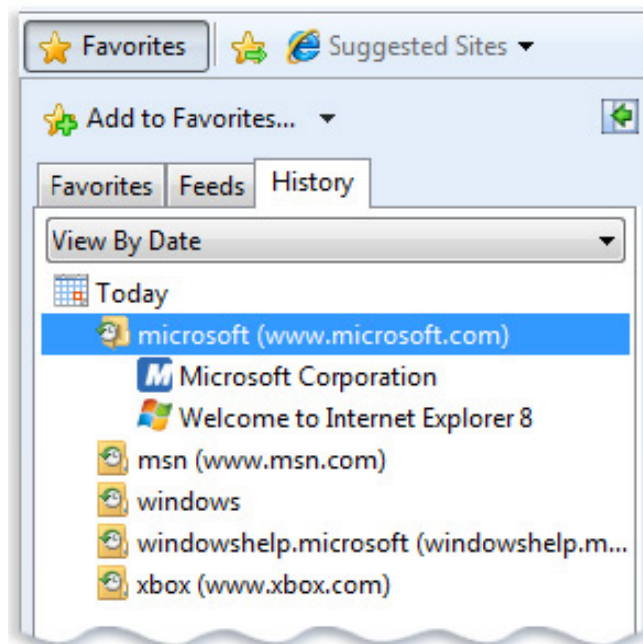 Favorites Suggested Sites
Add to Favorites...
Favorites Feeds History
View By Date
Today
microsoft (www.microsoft.com)
Microsoft Corporation
Welcome to Internet Explorer 8
msn (www.msn.com)
windows
windowshelp.microsoft (windowshelp.m...
xbox (www.xbox.com)